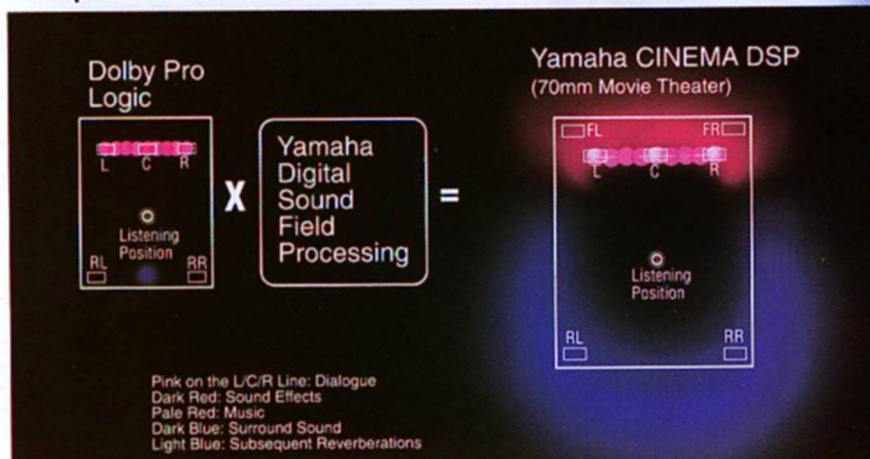 Dolby Pro
Logic
L C R
Listening
Position
RL RR
X
Yamaha
Digital
Sound
Field
Processing
=
Yamaha CINEMA DSP
(70mm Movie Theater)
FL FR
L C R
Listening
Position
RL RR
Pink on the L/C/R Line: Dialogue
Dark Red: Sound Effects
Pale Red: Music
Dark Blue: Surround Sound
Light Blue: Subsequent Reverberations